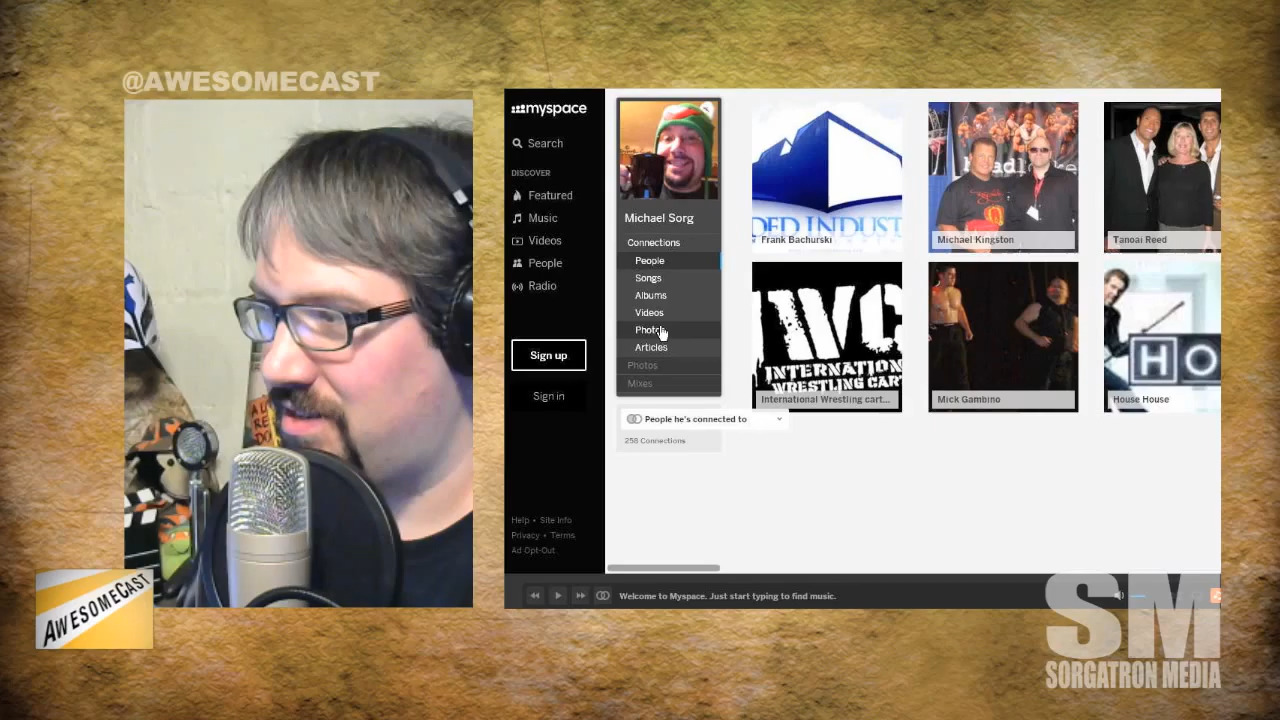 @AWESOMECAST
myspace
Search
DISCOVER
Featured
Music
Videos
People
Radio
Sign up
Sign in
Help • Site Info
Privacy • Terms
Ad Opt-Out
Michael Sorg
Connections
People
Songs
Albums
Videos
Photos
Articles
Photos
Mixes
People he's connected to
258 Connections
DED INDUST
Frank Bachurski
Michael Kingston
Tanoai Reed
IWC
INTERNATIONAL
WRESTLING CART
International Wrestling cart...
Mick Gambino
HO
House House
Welcome to Myspace. Just start typing to find music.
AWESOMECAST
SM
SORGATRON MEDIA